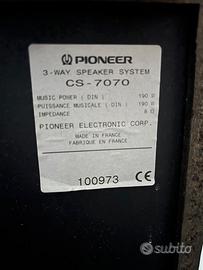 PIONEER
3-WAY SPEAKER SYSTEM
CS-7070
MUSIC POWER ( DIN ) 190 W
PUISSANCE MUSICALE ( DIN ) 190 W
IMPEDANCE 8 Ω
PIONEER ELECTRONIC CORP.
MADE IN FRANCE
FABRIQUE EN FRANCE
100973 CE
subito